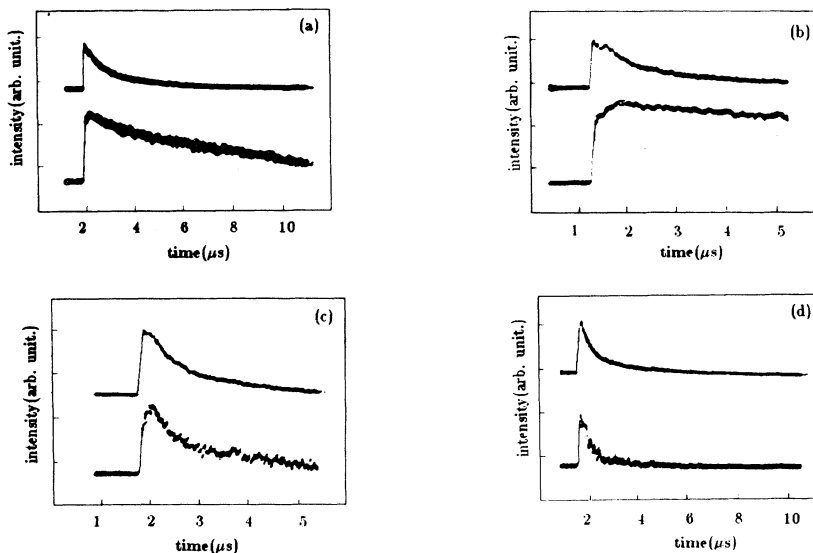 (a)
intensity(arb. unit.)
2 4 6 8 10
time(μs)
(b)
intensity (arb. unit.)
1 2 3 4 5
time(μs)
(c)
intensity (arb. unit.)
1 2 3 4 5
time(μs)
(d)
intensity (arb. unit.)
2 4 6 8 10
time(μs)